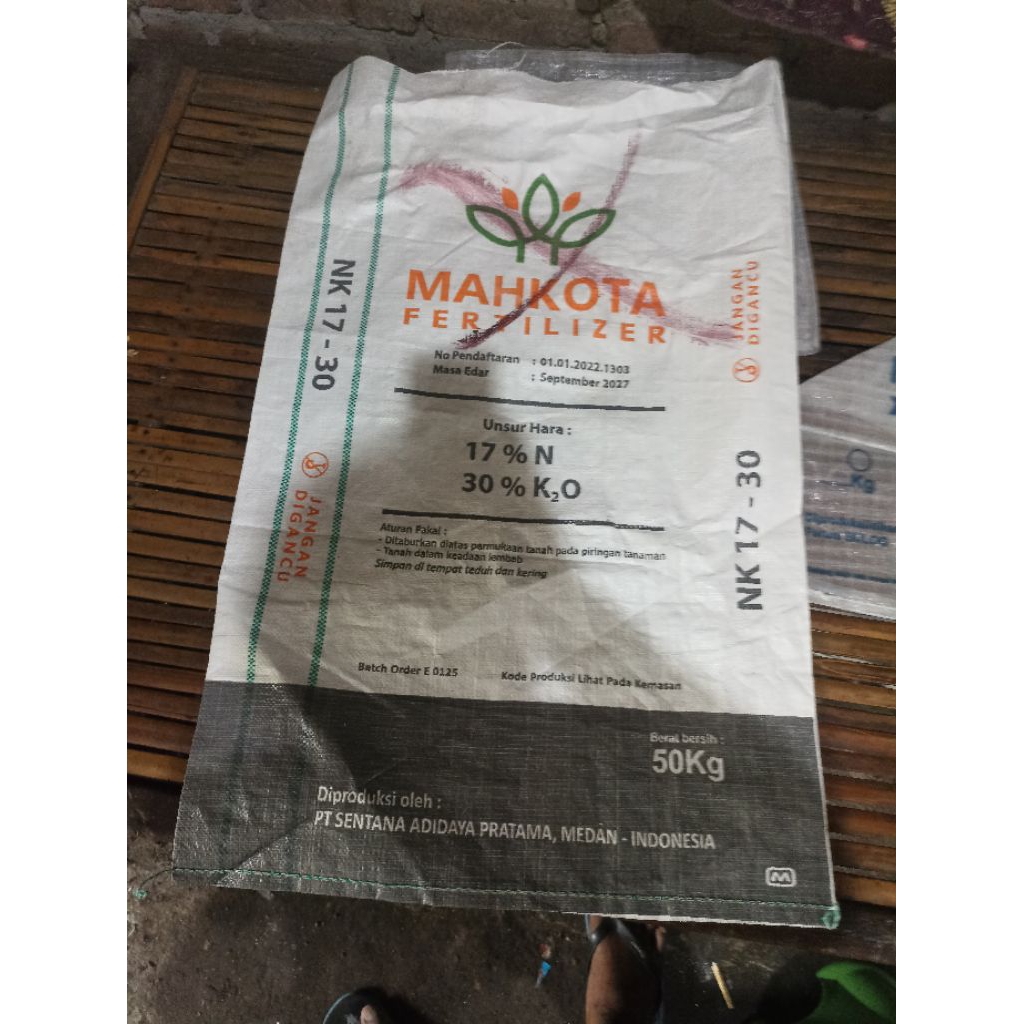 MAHKOTA
FERTILIZER
No Pendaftaran : 01.01.2022.1303
Masa Edar : September 2027
Unsur Hara :
17 % N
30 % K₂O
Aturan Pakai :
- Ditaburkan diatas permukaan tanah pada piringan tanaman
- Tanah dalam keadaan lembab
Simpan di tempat teduh dan kering
Batch Order E 0125 Kode Produksi Lihat Pada Kemasan
Berat bersih :
50Kg
Diproduksi oleh :
PT SENTANA ADIDAYA PRATAMA, MEDAN - INDONESIA
M
NK 17 - 30
JANGAN
DIGANCU
JANGAN
DIGANCU
NK 17 - 30
Kg